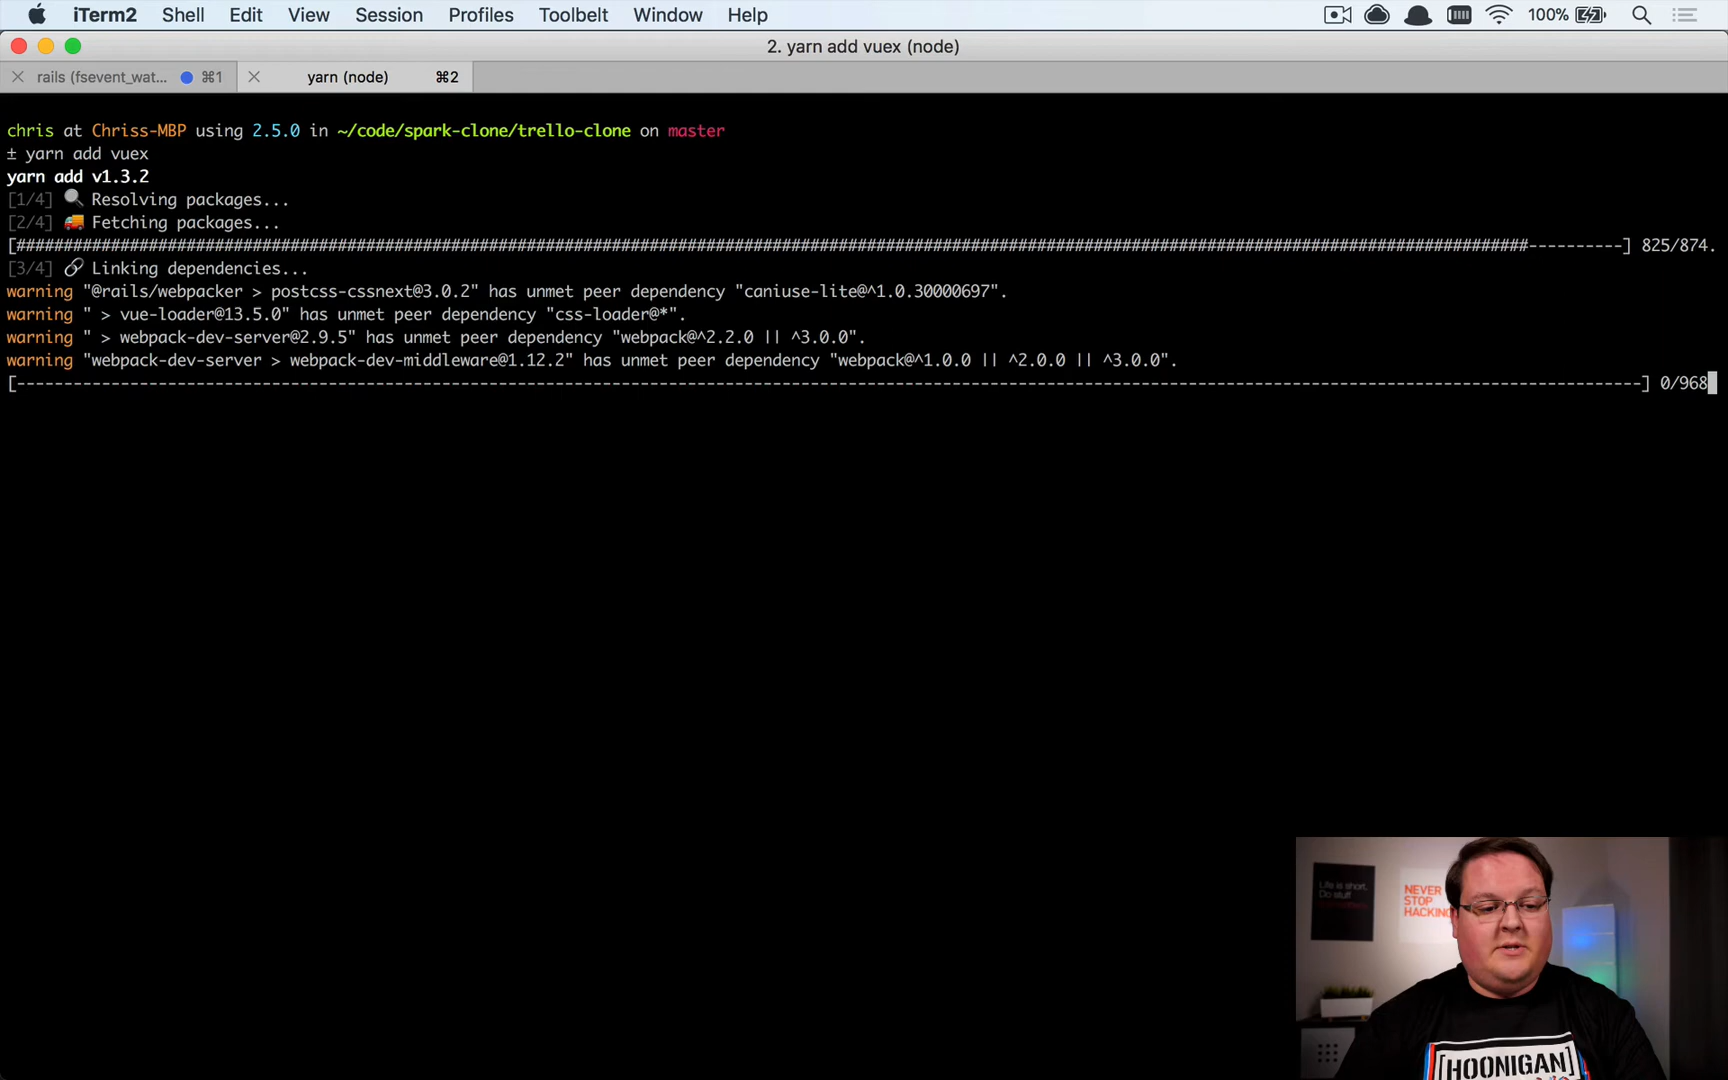 iTerm2 Shell Edit View Session Profiles Toolbelt Window Help 100%
2. yarn add vuex (node)
rails (fsevent_wat... ⌘1 yarn (node) ⌘2
chris at Chriss-MBP using 2.5.0 in ~/code/spark-clone/trello-clone on master
± yarn add vuex
yarn add v1.3.2
[1/4] 🔍 Resolving packages...
[2/4] 🚚 Fetching packages...
[################################################################################################################################################################----------] 825/874.
[3/4] 🔗 Linking dependencies...
warning "@rails/webpacker > postcss-cssnext@3.0.2" has unmet peer dependency "caniuse-lite@^1.0.30000697".
warning " > vue-loader@13.5.0" has unmet peer dependency "css-loader@*".
warning " > webpack-dev-server@2.9.5" has unmet peer dependency "webpack@^2.2.0 || ^3.0.0".
warning "webpack-dev-server > webpack-dev-middleware@1.12.2" has unmet peer dependency "webpack@^1.0.0 || ^2.0.0 || ^3.0.0".
[----------------------------------------------------------------------------------------------------------------------------------------------------------------------------] 0/968
Life is short.
Do stuff
NEVER
STOP
HACKING
[HOONIGAN]